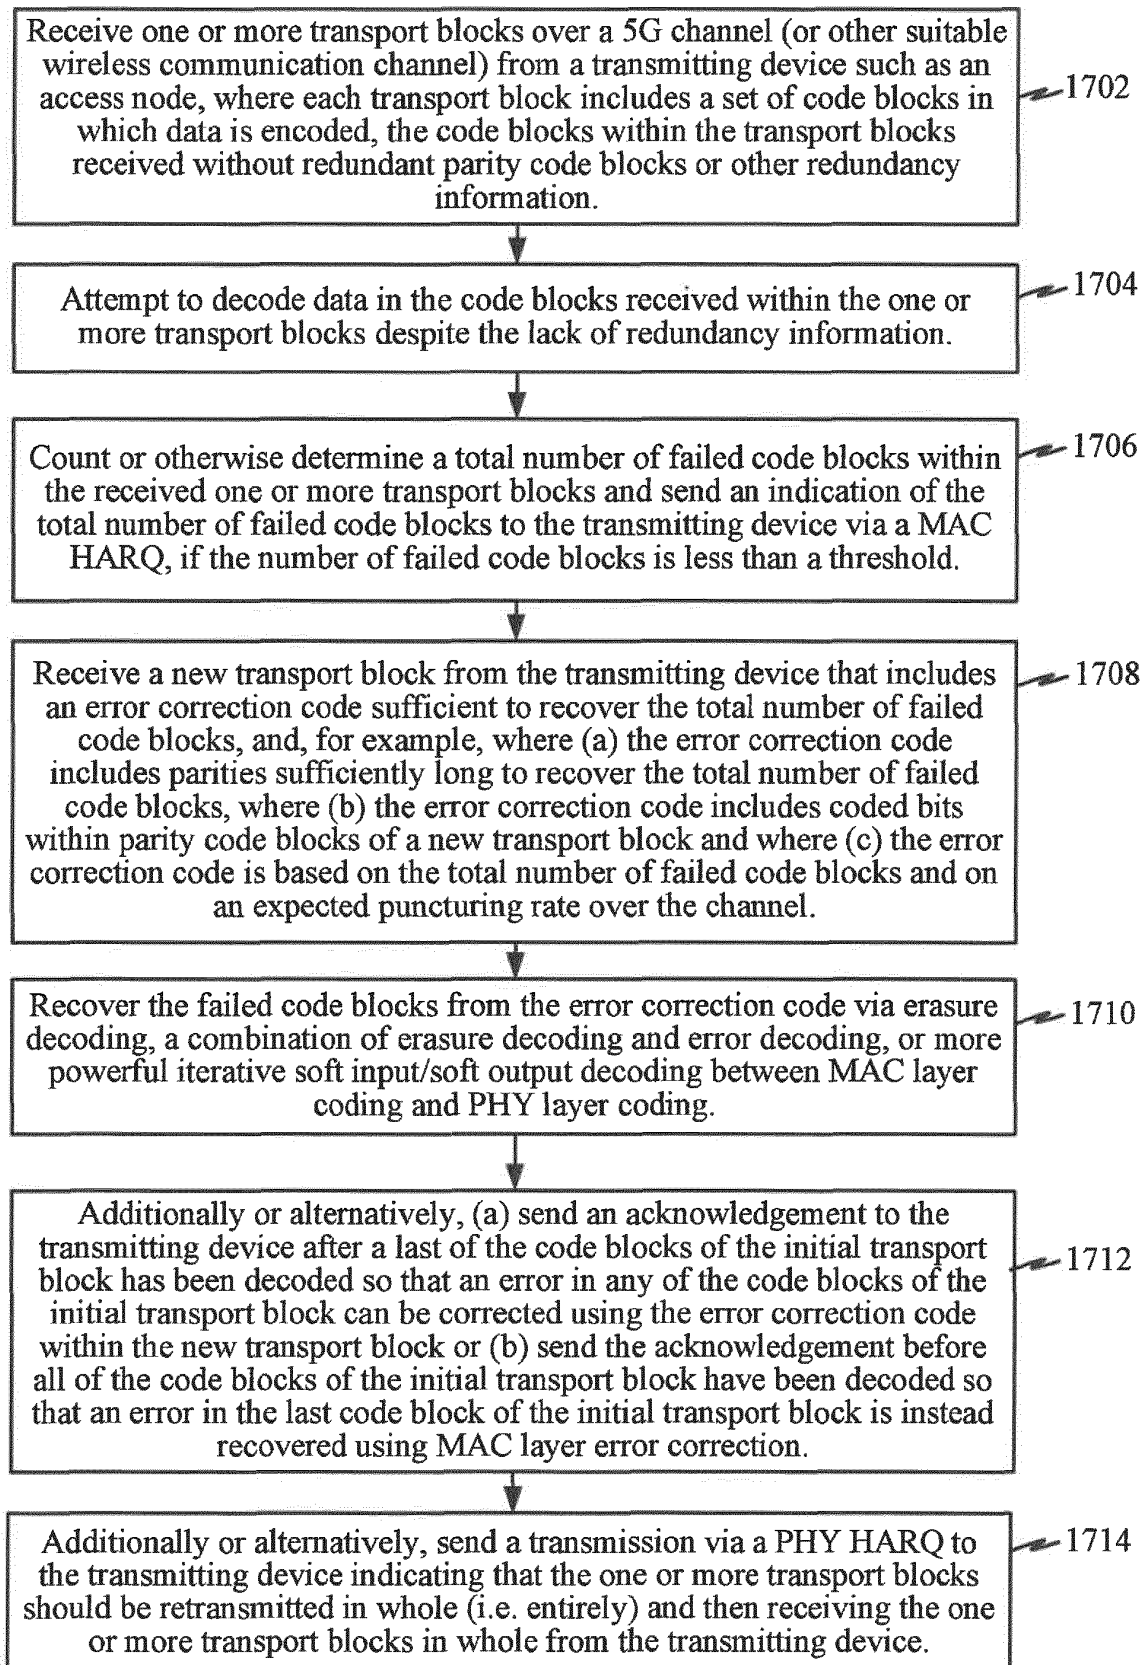 Receive one or more transport blocks over a 5G channel (or other suitable
wireless communication channel) from a transmitting device such as an
access node, where each transport block includes a set of code blocks in
which data is encoded, the code blocks within the transport blocks
received without redundant parity code blocks or other redundancy
information.
1702
Attempt to decode data in the code blocks received within the one or
more transport blocks despite the lack of redundancy information.
1704
Count or otherwise determine a total number of failed code blocks within
the received one or more transport blocks and send an indication of the
total number of failed code blocks to the transmitting device via a MAC
HARQ, if the number of failed code blocks is less than a threshold.
1706
Receive a new transport block from the transmitting device that includes
an error correction code sufficient to recover the total number of failed
code blocks, and, for example, where (a) the error correction code
includes parities sufficiently long to recover the total number of failed
code blocks, where (b) the error correction code includes coded bits
within parity code blocks of a new transport block and where (c) the error
correction code is based on the total number of failed code blocks and on
an expected puncturing rate over the channel.
1708
Recover the failed code blocks from the error correction code via erasure
decoding, a combination of erasure decoding and error decoding, or more
powerful iterative soft input/soft output decoding between MAC layer
coding and PHY layer coding.
1710
Additionally or alternatively, (a) send an acknowledgement to the
transmitting device after a last of the code blocks of the initial transport
block has been decoded so that an error in any of the code blocks of the
initial transport block can be corrected using the error correction code
within the new transport block or (b) send the acknowledgement before
all of the code blocks of the initial transport block have been decoded so
that an error in the last code block of the initial transport block is instead
recovered using MAC layer error correction.
1712
Additionally or alternatively, send a transmission via a PHY HARQ to
the transmitting device indicating that the one or more transport blocks
should be retransmitted in whole (i.e. entirely) and then receiving the one
or more transport blocks in whole from the transmitting device.
1714